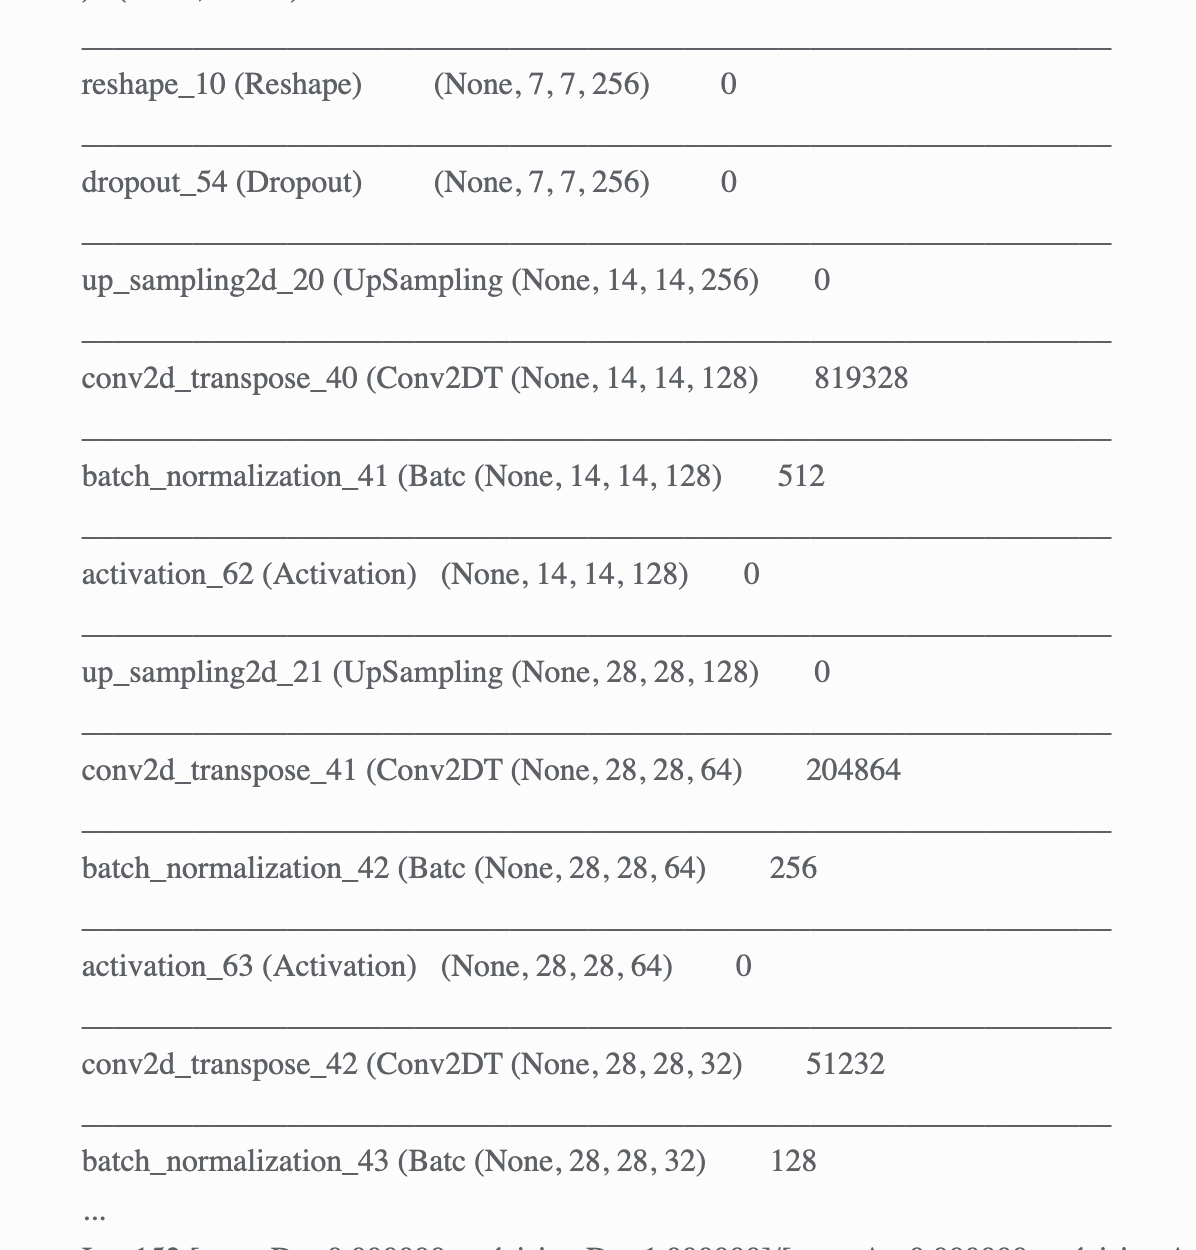 reshape_10 (Reshape) (None, 7, 7, 256) 0
dropout_54 (Dropout) (None, 7, 7, 256) 0
up_sampling2d_20 (UpSampling (None, 14, 14, 256) 0
conv2d_transpose_40 (Conv2DT (None, 14, 14, 128) 819328
batch_normalization_41 (Batc (None, 14, 14, 128) 512
activation_62 (Activation) (None, 14, 14, 128) 0
up_sampling2d_21 (UpSampling (None, 28, 28, 128) 0
conv2d_transpose_41 (Conv2DT (None, 28, 28, 64) 204864
batch_normalization_42 (Batc (None, 28, 28, 64) 256
activation_63 (Activation) (None, 28, 28, 64) 0
conv2d_transpose_42 (Conv2DT (None, 28, 28, 32) 51232
batch_normalization_43 (Batc (None, 28, 28, 32) 128
...